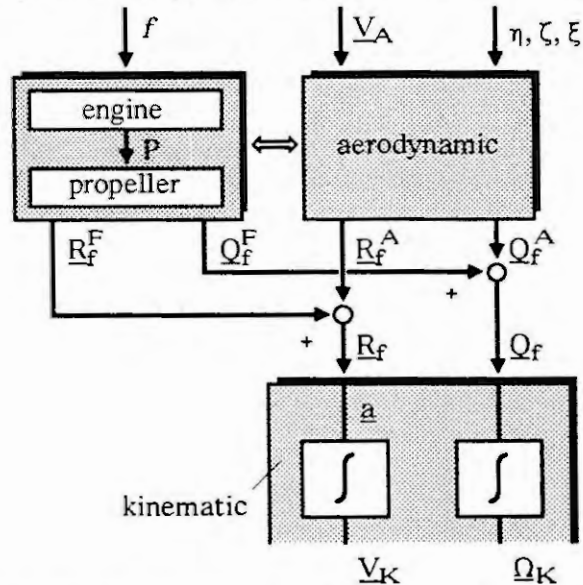 f V_A η, ζ, ξ
engine
P
propeller
aerodynamic
R_f^F Q_f^F R_f^A Q_f^A
+
+
R_f Q_f
a
∫ ∫
kinematic
V_K Ω_K